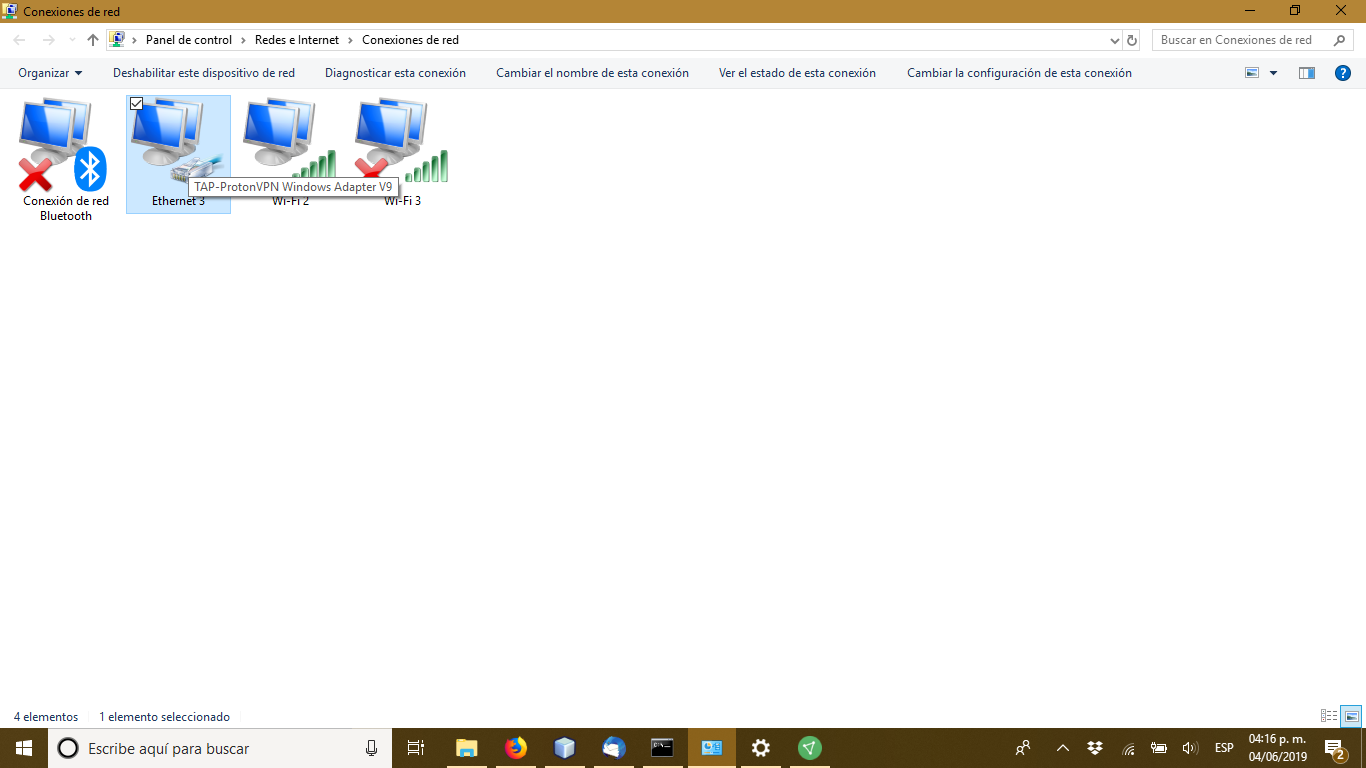 Conexiones de red
Panel de control > Redes e Internet > Conexiones de red
Buscar en Conexiones de red
Organizar
Deshabilitar este dispositivo de red
Diagnosticar esta conexión
Cambiar el nombre de esta conexión
Ver el estado de esta conexión
Cambiar la configuración de esta conexión
Conexión de red
Bluetooth
Ethernet 3
TAP-ProtonVPN Windows Adapter V9
Wi-Fi 2
Wi-Fi 3
4 elementos
1 elemento seleccionado
Escribe aquí para buscar
ESP
04:16 p. m.
04/06/2019
2